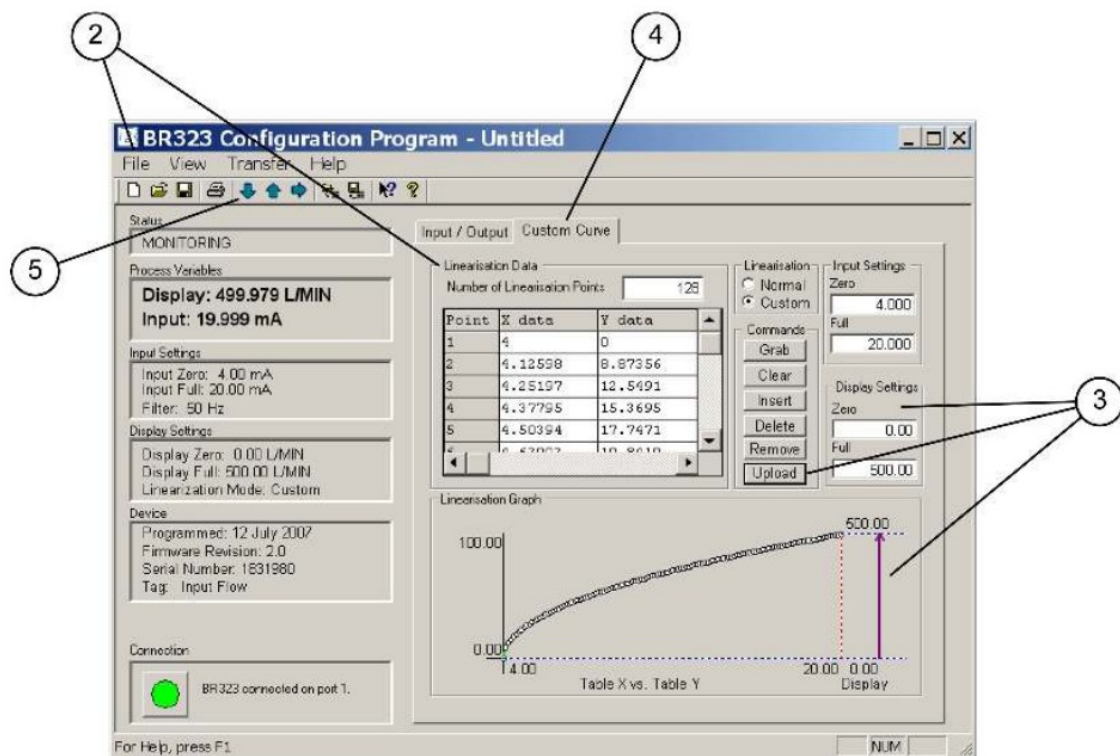 2
4
BR323 Configuration Program - Untitled
File View Transfer Help
Status
MONITORING
5
Process Variables
Display: 499.979 L/MIN
Input: 19.999 mA
Input Settings
Input Zero: 4.00 mA
Input Full: 20.00 mA
Filter: 50 Hz
Display Settings
Display Zero: 0.00 L/MIN
Display Full: 500.00 L/MIN
Linearization Mode: Custom
Device
Programmed: 12 July 2007
Firmware Revision: 2.0
Serial Number: 1831980
Tag: Input Flow
Connection
BR323 connected on port 1.
Input / Output Custom Curve
Linearisation Data
Number of Linearisation Points 128
Point X data Y data
1 4 0
2 4.12598 8.87356
3 4.25197 12.5491
4 4.37795 15.3695
5 4.50394 17.7471
Linearisation
Normal
Custom
Commands
Grab
Clear
Insert
Delete
Remove
Upload
Input Settings
Zero
4.000
Full
20.000
Display Settings
Zero
0.00
Full
500.00
3
Linearisation Graph
100.00
500.00
0.00
4.00
20.00 0.00
Table X vs. Table Y
Display
For Help, press F1
NUM